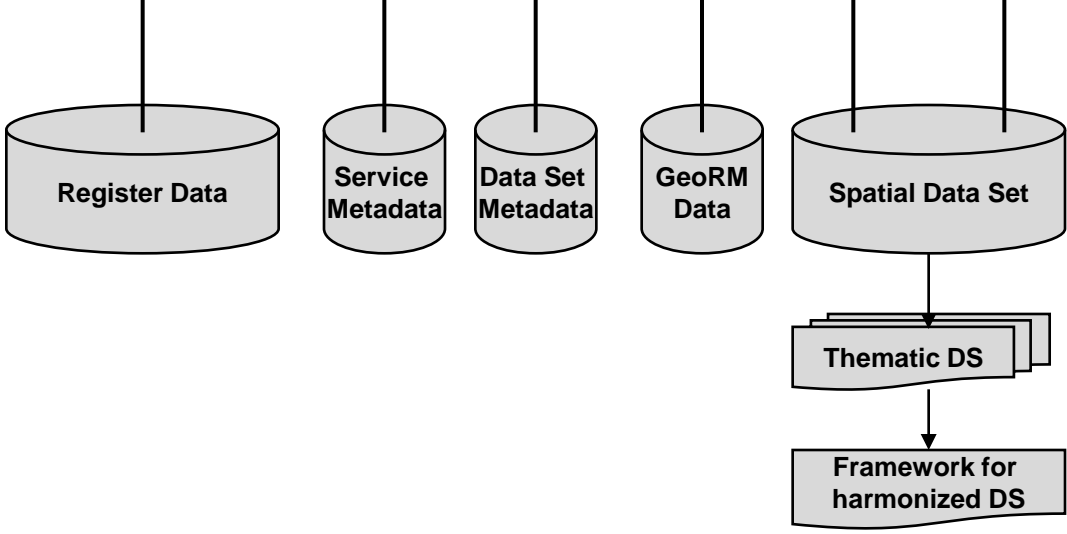 Register Data
Service
Metadata
Data Set
Metadata
GeoRM
Data
Spatial Data Set
Thematic DS
Framework for
harmonized DS